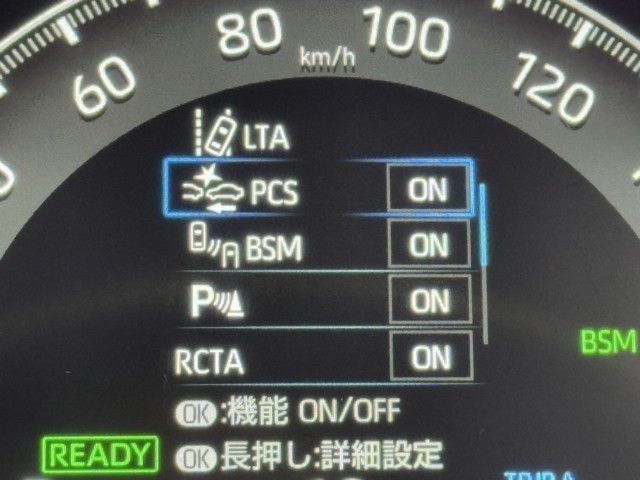 80 100
km/h
60 120
LTA
PCS ON
BSM ON
P ON
BSM
RCTA ON
OK:機能 ON/OFF
READY OK長押し:詳細設定
TRIP A